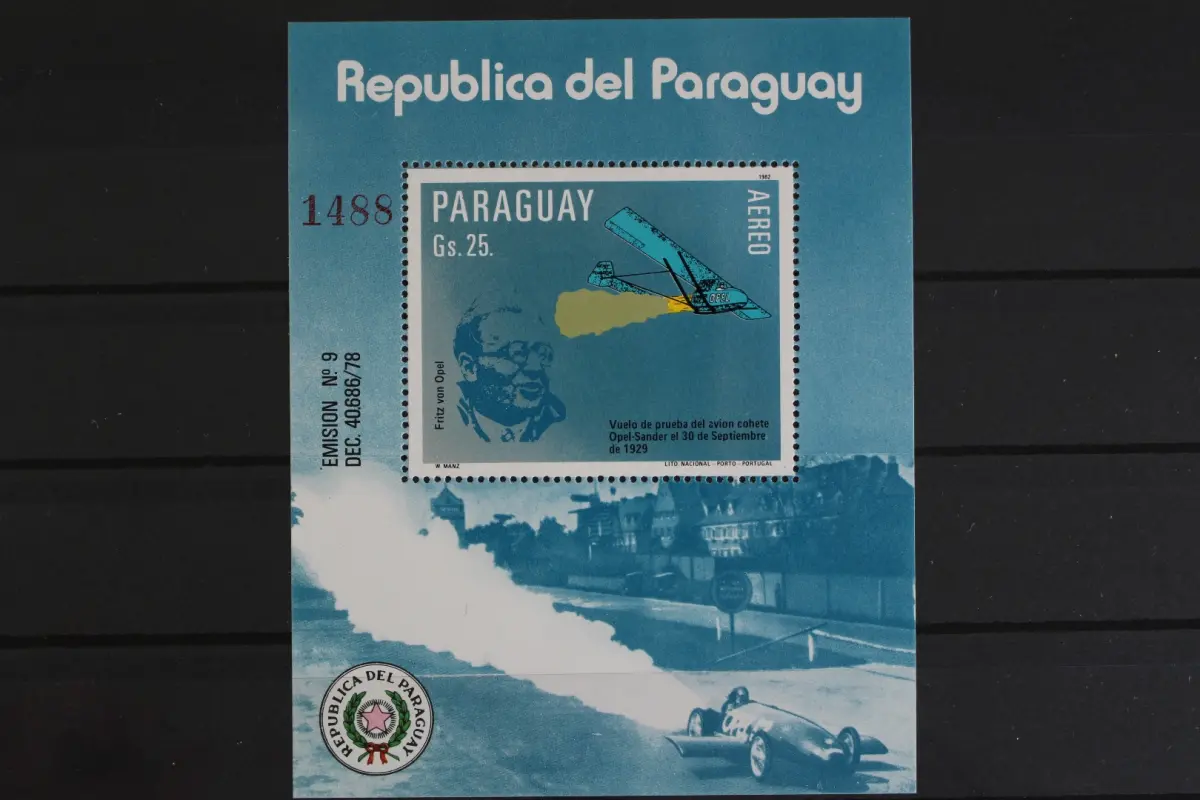 Republica del Paraguay
1488
1982
PARAGUAY
AEREO
Gs. 25.
OPEL
Fritz von Opel
Vuelo de prueba del avion cohete
Opel-Sander el 30 de Septiembre
de 1929
W. MANZ
LITO. NACIONAL - PORTO - PORTUGAL
EMISION Nº 9
DEC. 40.686/78
REPUBLICA DEL PARAGUAY